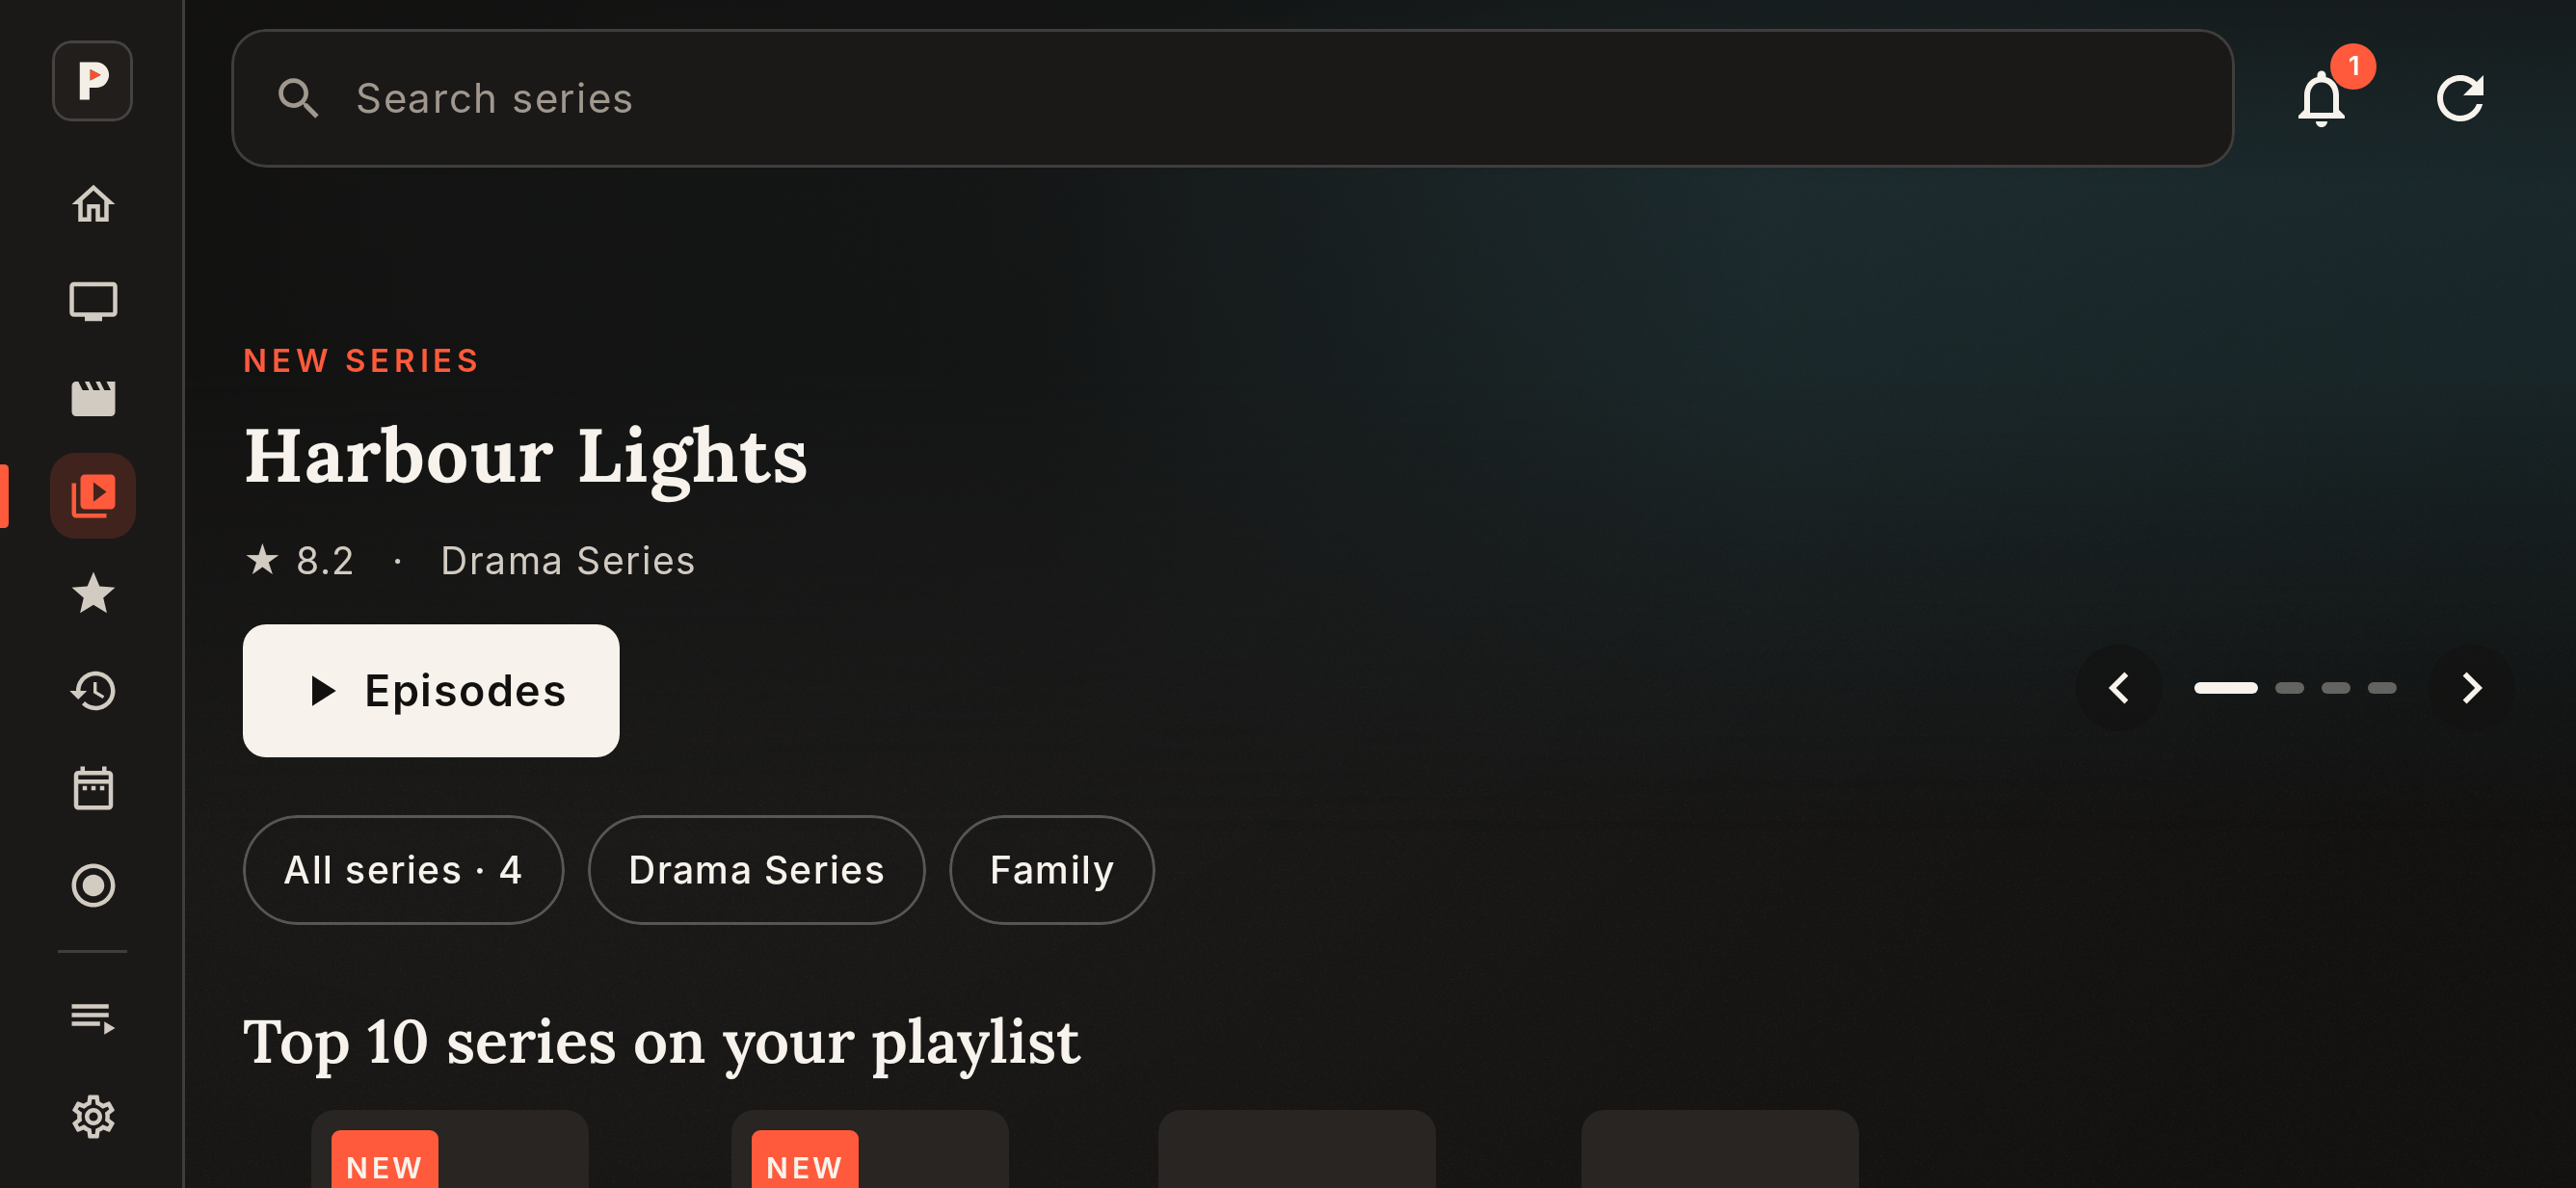 P
Search series
1
NEW SERIES
Harbour Lights
★ 8.2 · Drama Series
Episodes
All series · 4
Drama Series
Family
Top 10 series on your playlist
NEW
NEW